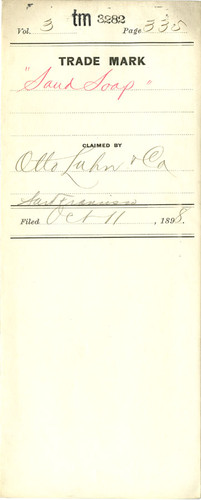 tm 3282
Vol. 3 Page 335
TRADE MARK
"Sand Soap"
CLAIMED BY
Otto Kuhn & Co
San Francisco
Filed Oct 11, 1898.